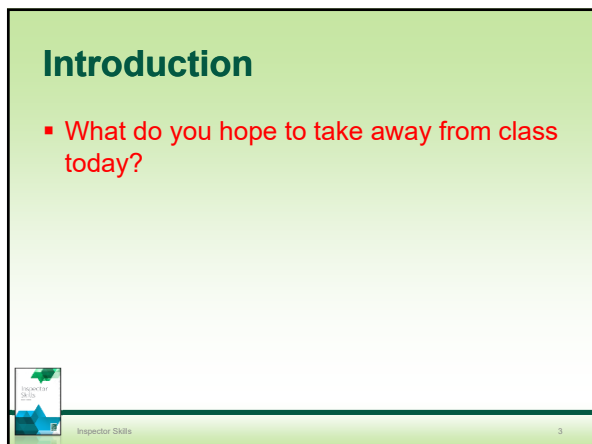 Introduction
▪ What do you hope to take away from class
today?
Inspector
Skills
Inspector Skills
3